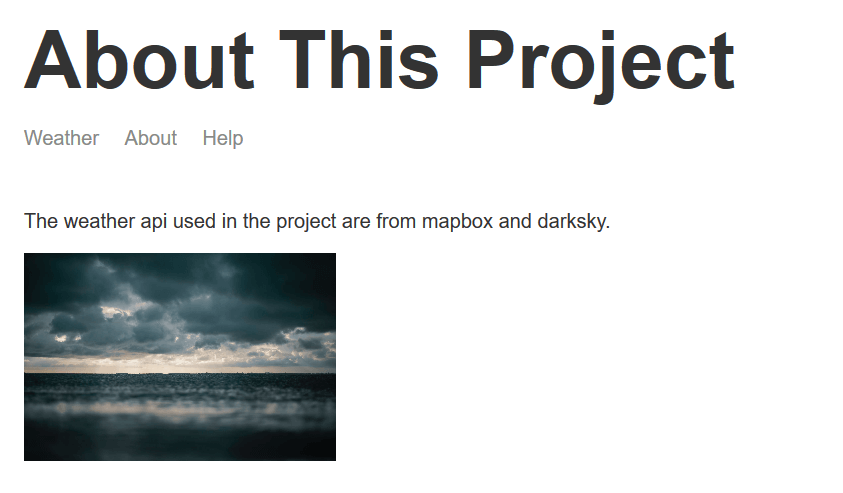 About This Project
Weather About Help
The weather api used in the project are from mapbox and darksky.